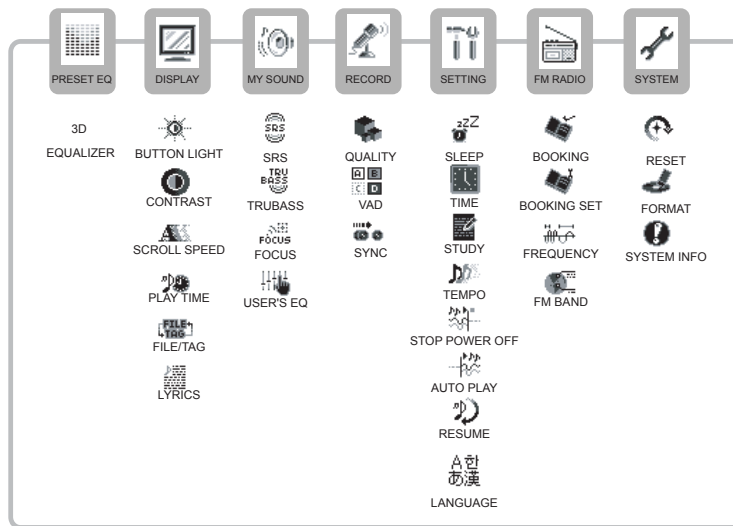 PRESET EQ
DISPLAY
MY SOUND
RECORD
SETTING
FM RADIO
SYSTEM
3D
EQUALIZER
BUTTON LIGHT
CONTRAST
SCROLL SPEED
PLAY TIME
FILE
TAG
FILE/TAG
LYRICS
SRS
SRS
TRU
BASS
TRUBASS
FOCUS
FOCUS
USER'S EQ
QUALITY
A B
C D
VAD
SYNC
zZZ
SLEEP
TIME
STUDY
TEMPO
STOP POWER OFF
AUTO PLAY
RESUME
A한
あ漢
LANGUAGE
BOOKING
BOOKING SET
FREQUENCY
FM BAND
RESET
FORMAT
SYSTEM INFO